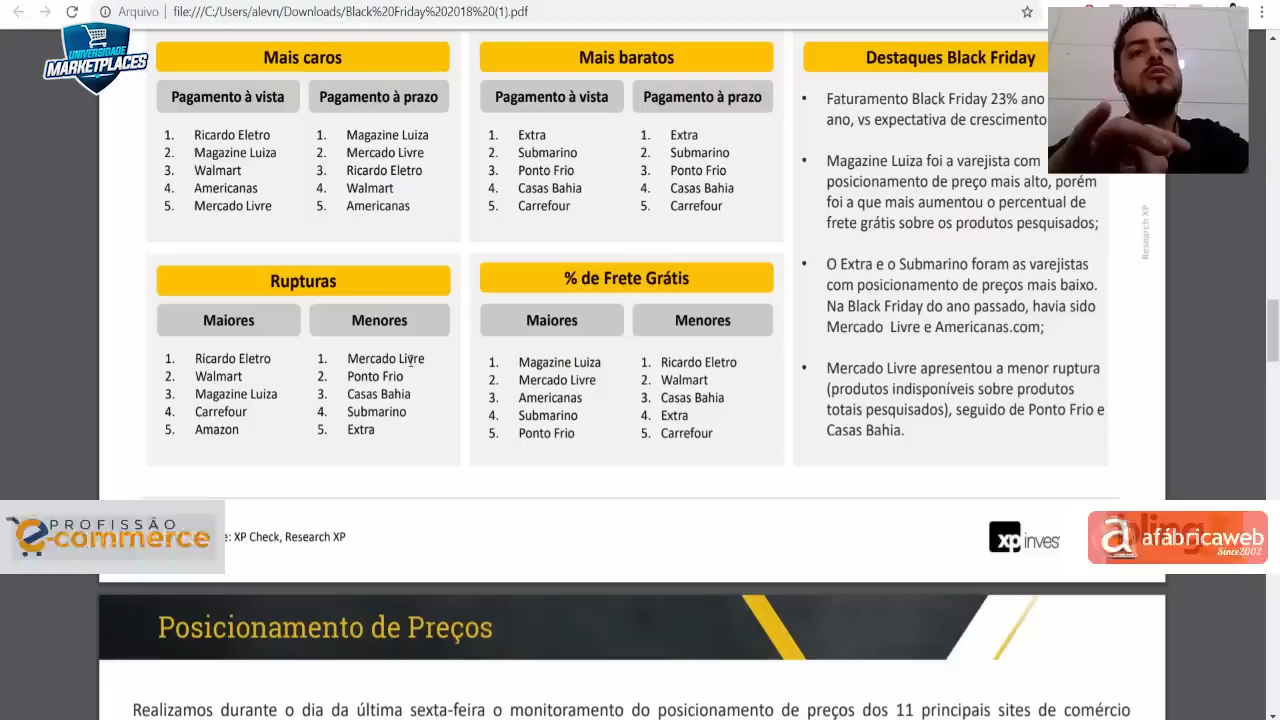 Arquivo
file:///C:/Users/alevn/Downloads/Black%20Friday%202018%20(1).pdf
UNIVERSIDADE
MARKETPLACES
Mais caros
Pagamento à vista
Pagamento à prazo
1. Ricardo Eletro
2. Magazine Luiza
3. Walmart
4. Americanas
5. Mercado Livre
1. Magazine Luiza
2. Mercado Livre
3. Ricardo Eletro
4. Walmart
5. Americanas
Mais baratos
Pagamento à vista
Pagamento à prazo
1. Extra
2. Submarino
3. Ponto Frio
4. Casas Bahia
5. Carrefour
1. Extra
2. Submarino
3. Ponto Frio
4. Casas Bahia
5. Carrefour
Rupturas
Maiores
Menores
1. Ricardo Eletro
2. Walmart
3. Magazine Luiza
4. Carrefour
5. Amazon
1. Mercado Livre
2. Ponto Frio
3. Casas Bahia
4. Submarino
5. Extra
% de Frete Grátis
Maiores
Menores
1. Magazine Luiza
2. Mercado Livre
3. Americanas
4. Submarino
5. Ponto Frio
1. Ricardo Eletro
2. Walmart
3. Casas Bahia
4. Extra
5. Carrefour
Destaques Black Friday
• Faturamento Black Friday 23% ano
ano, vs expectativa de crescimento
• Magazine Luiza foi a varejista com
posicionamento de preço mais alto, porém
foi a que mais aumentou o percentual de
frete grátis sobre os produtos pesquisados;
• O Extra e o Submarino foram as varejistas
com posicionamento de preços mais baixo.
Na Black Friday do ano passado, havia sido
Mercado Livre e Americanas.com;
• Mercado Livre apresentou a menor ruptura
(produtos indisponíveis sobre produtos
totais pesquisados), seguido de Ponto Frio e
Casas Bahia.
Research XP
PROFISSÃO
e-commerce
e: XP Check, Research XP
xp inves
bling
a afábricaweb
Since2002
Posicionamento de Preços
Realizamos durante o dia da última sexta-feira o monitoramento do posicionamento de preços dos 11 principais sites de comércio